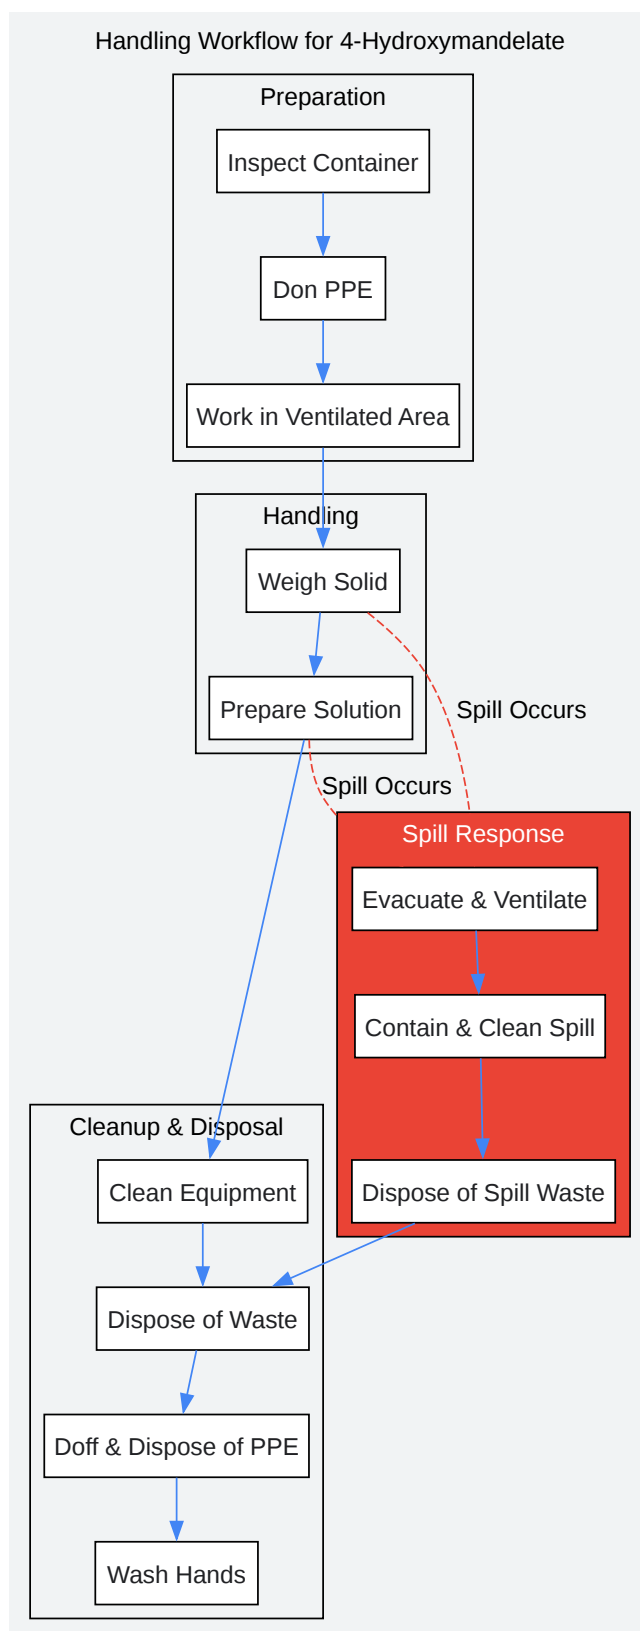 Handling Workflow for 4-Hydroxymandelate
Preparation
Inspect Container
Don PPE
Work in Ventilated Area
Handling
Weigh Solid
Prepare Solution
Spill Occurs
Spill Occurs
Spill Response
Evacuate & Ventilate
Contain & Clean Spill
Dispose of Spill Waste
Cleanup & Disposal
Clean Equipment
Dispose of Waste
Doff & Dispose of PPE
Wash Hands